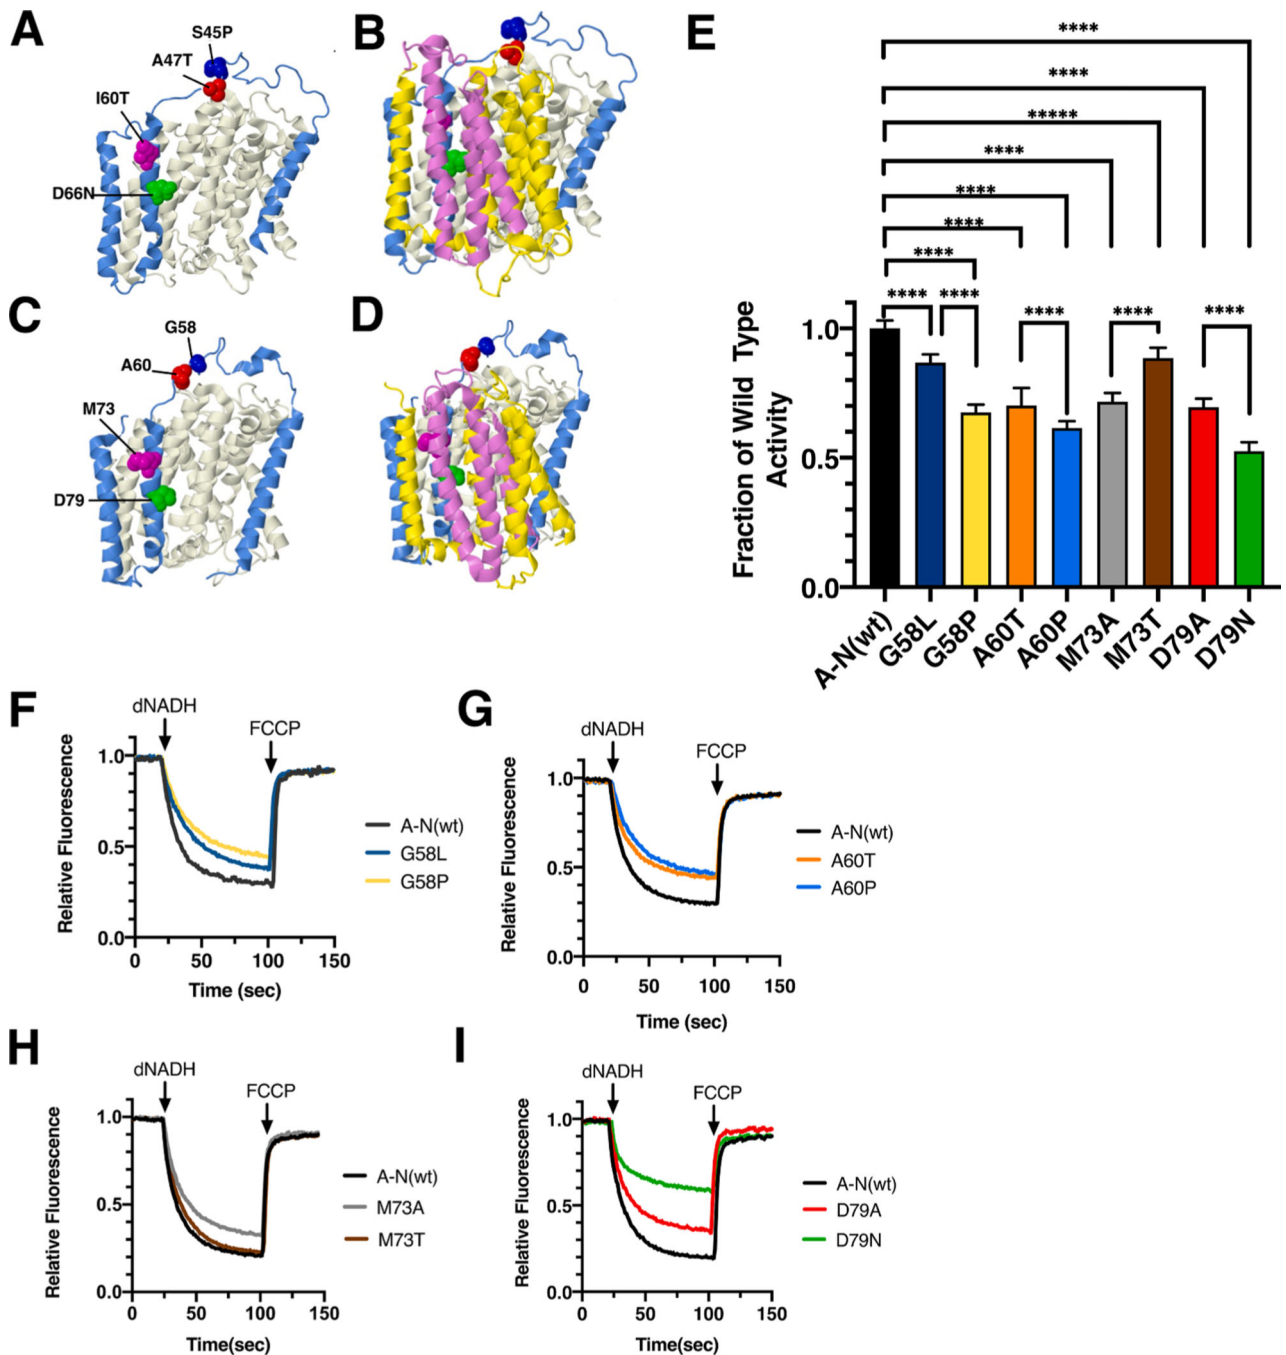 A
S45P
A47T
I60T
D66N
B
C
G58
A60
M73
D79
D
E
****
****
*****
****
****
****
****
**** ****
****
****
****
Fraction of Wild Type
Activity
1.0
0.5
0.0
A-N(wt)
G58L
G58P
A60T
A60P
M73A
M73T
D79A
D79N
F
dNADH
FCCP
Relative Fluorescence
1.0
0.5
0.0
0 50 100 150
Time (sec)
A-N(wt)
G58L
G58P
G
dNADH
FCCP
Relative Fluorescence
1.0
0.5
0.0
0 50 100 150
Time (sec)
A-N(wt)
A60T
A60P
H
dNADH
FCCP
Relative Fluorescence
1.0
0.5
0.0
0 50 100 150
Time(sec)
A-N(wt)
M73A
M73T
I
dNADH
FCCP
Relative Fluorescence
1.0
0.5
0.0
0 50 100 150
Time(sec)
A-N(wt)
D79A
D79N